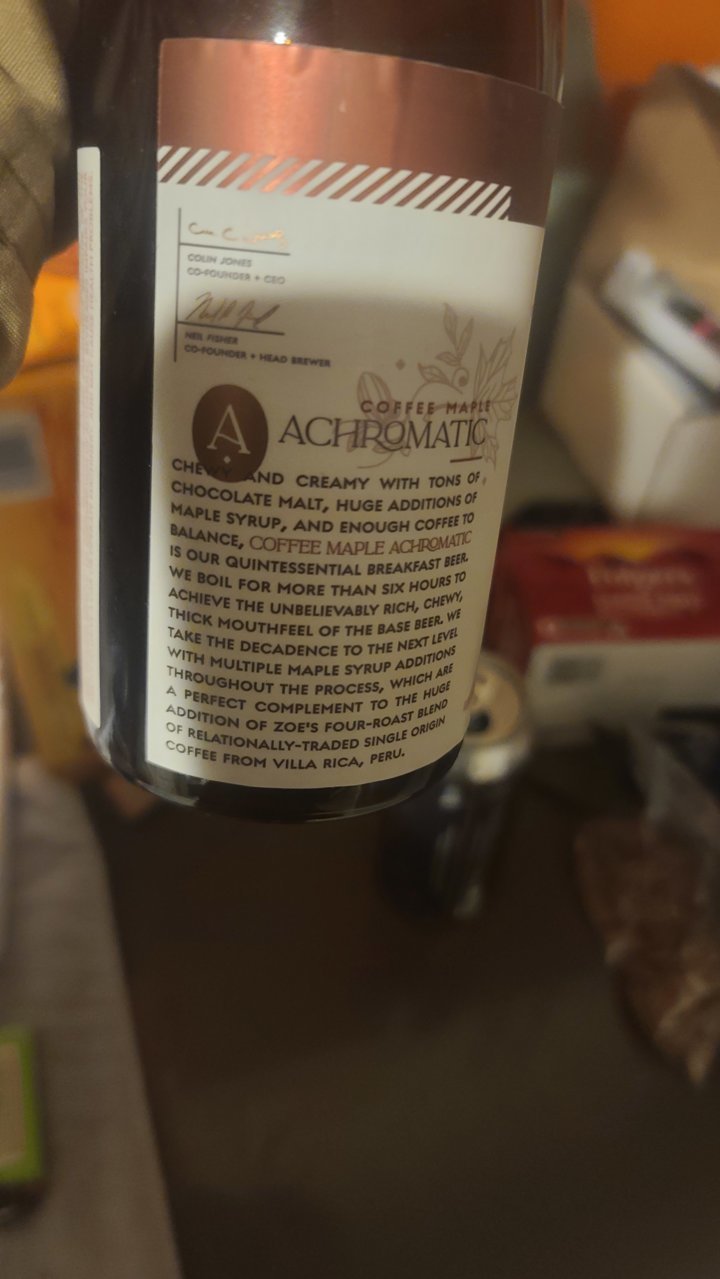 COLIN JONES
CO-FOUNDER + CEO
NEIL FISHER
CO-FOUNDER + HEAD BREWER
A
COFFEE MAPLE
ACHROMATIC
CHEWY AND CREAMY WITH TONS OF
CHOCOLATE MALT, HUGE ADDITIONS OF
MAPLE SYRUP, AND ENOUGH COFFEE TO
BALANCE, COFFEE MAPLE ACHROMATIC
IS OUR QUINTESSENTIAL BREAKFAST BEER.
WE BOIL FOR MORE THAN SIX HOURS TO
ACHIEVE THE UNBELIEVABLY RICH, CHEWY,
THICK MOUTHFEEL OF THE BASE BEER. WE
TAKE THE DECADENCE TO THE NEXT LEVEL
WITH MULTIPLE MAPLE SYRUP ADDITIONS
THROUGHOUT THE PROCESS, WHICH ARE
A PERFECT COMPLEMENT TO THE HUGE
ADDITION OF ZOE'S FOUR-ROAST BLEND
OF RELATIONALLY-TRADED SINGLE ORIGIN
COFFEE FROM VILLA RICA, PERU.